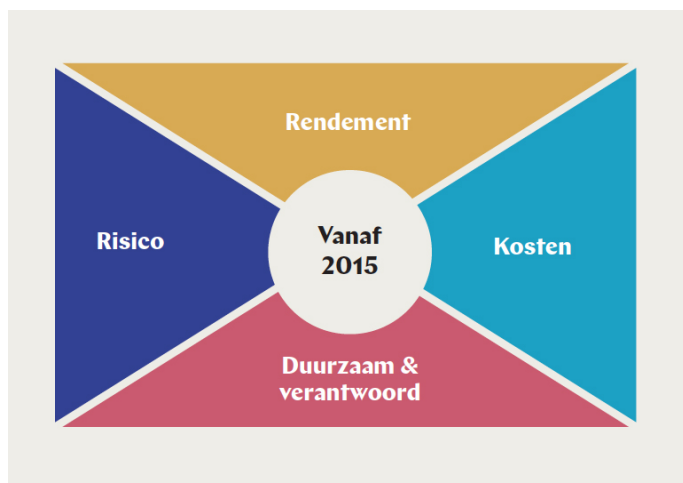 Rendement
Risico
Vanaf
2015
Kosten
Duurzaam &
verantwoord